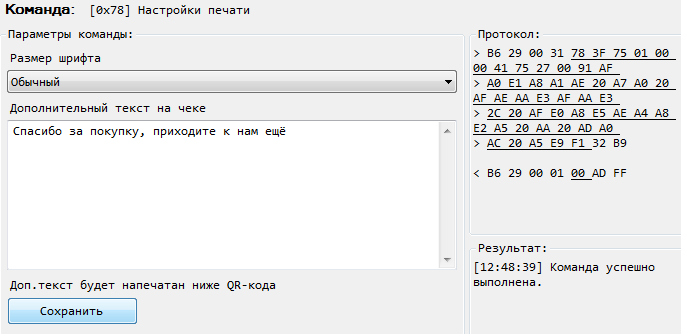 Команда: [0x78] Настройки печати
Параметры команды:
Размер шрифта
Обычный
Дополнительный текст на чеке
Спасибо за покупку, приходите к нам ещё
Доп.текст будет напечатан ниже QR-кода
Сохранить
Протокол:
> B6 29 00 31 78 3F 75 01 00
00 41 75 27 00 91 AF
> A0 E1 A8 A1 AE 20 A7 A0 20
AF AE AA E3 AF AA E3
> 2C 20 AF E0 A8 E5 AE A4 A8
E2 A5 20 AA 20 AD A0
> AC 20 A5 E9 F1 32 B9
< B6 29 00 01 00 AD FF
Результат:
[12:48:39] Команда успешно
выполнена.